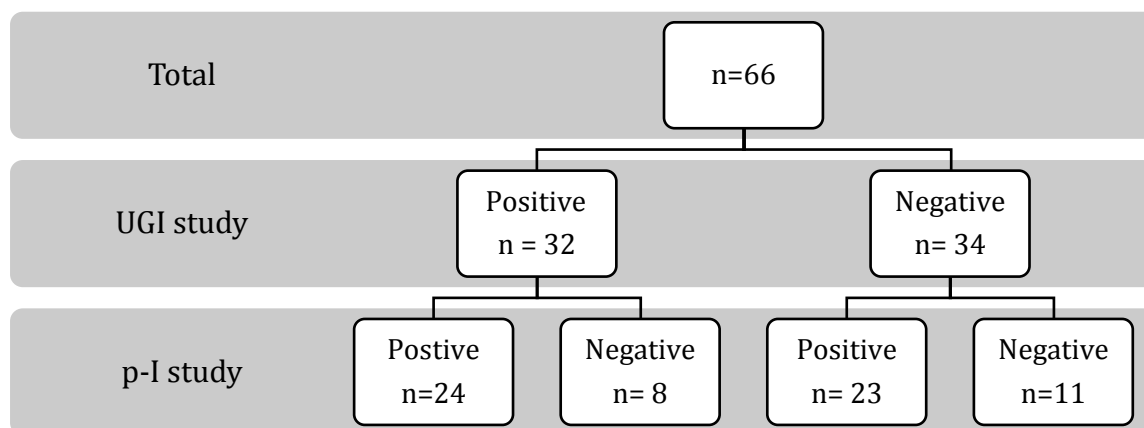 Total
n=66
UGI study
Positive
n = 32
Negative
n= 34
p-I study
Postive
n=24
Negative
n= 8
Positive
n= 23
Negative
n=11